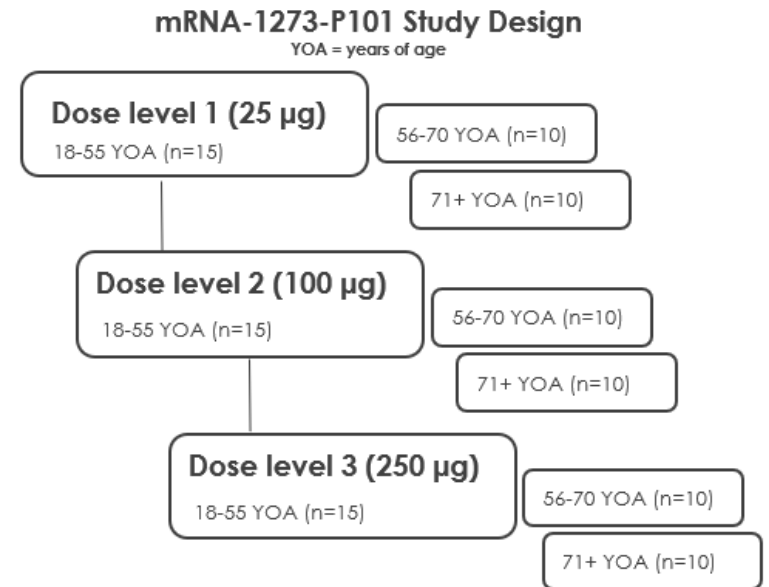 mRNA-1273-P101 Study Design
YOA = years of age
Dose level 1 (25 µg)
18-55 YOA (n=15)
56-70 YOA (n=10)
71+ YOA (n=10)
Dose level 2 (100 µg)
18-55 YOA (n=15)
56-70 YOA (n=10)
71+ YOA (n=10)
Dose level 3 (250 µg)
18-55 YOA (n=15)
56-70 YOA (n=10)
71+ YOA (n=10)